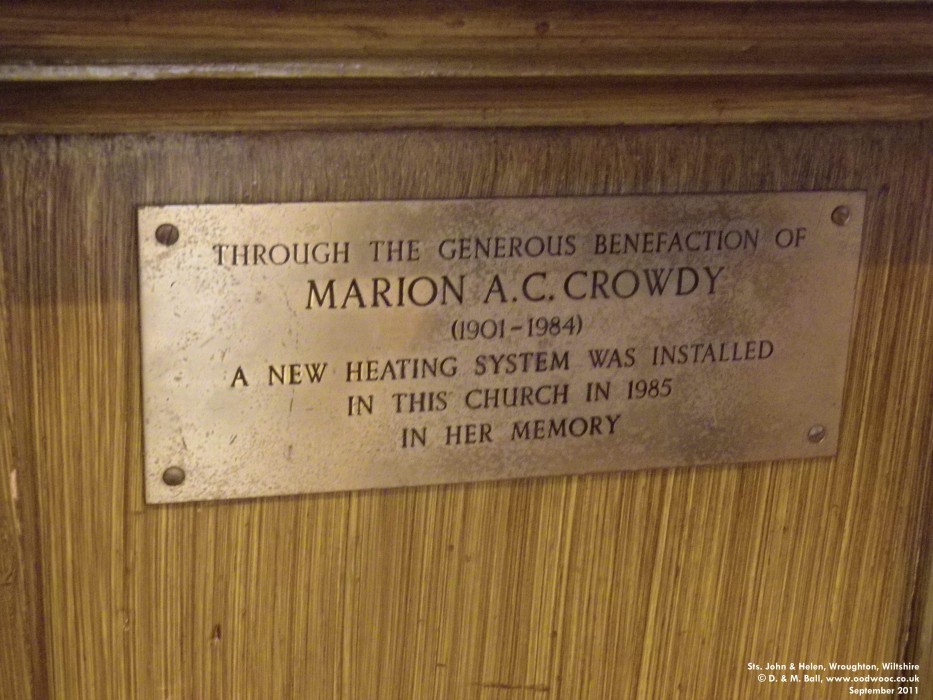 THROUGH THE GENEROUS BENEFACTION OF
MARION A.C. CROWDY
(1901-1984)
A NEW HEATING SYSTEM WAS INSTALLED
IN THIS CHURCH IN 1985
IN HER MEMORY
Sts. John & Helen, Wroughton, Wiltshire
© D. & M. Ball, www.oodwooc.co.uk
September 2011